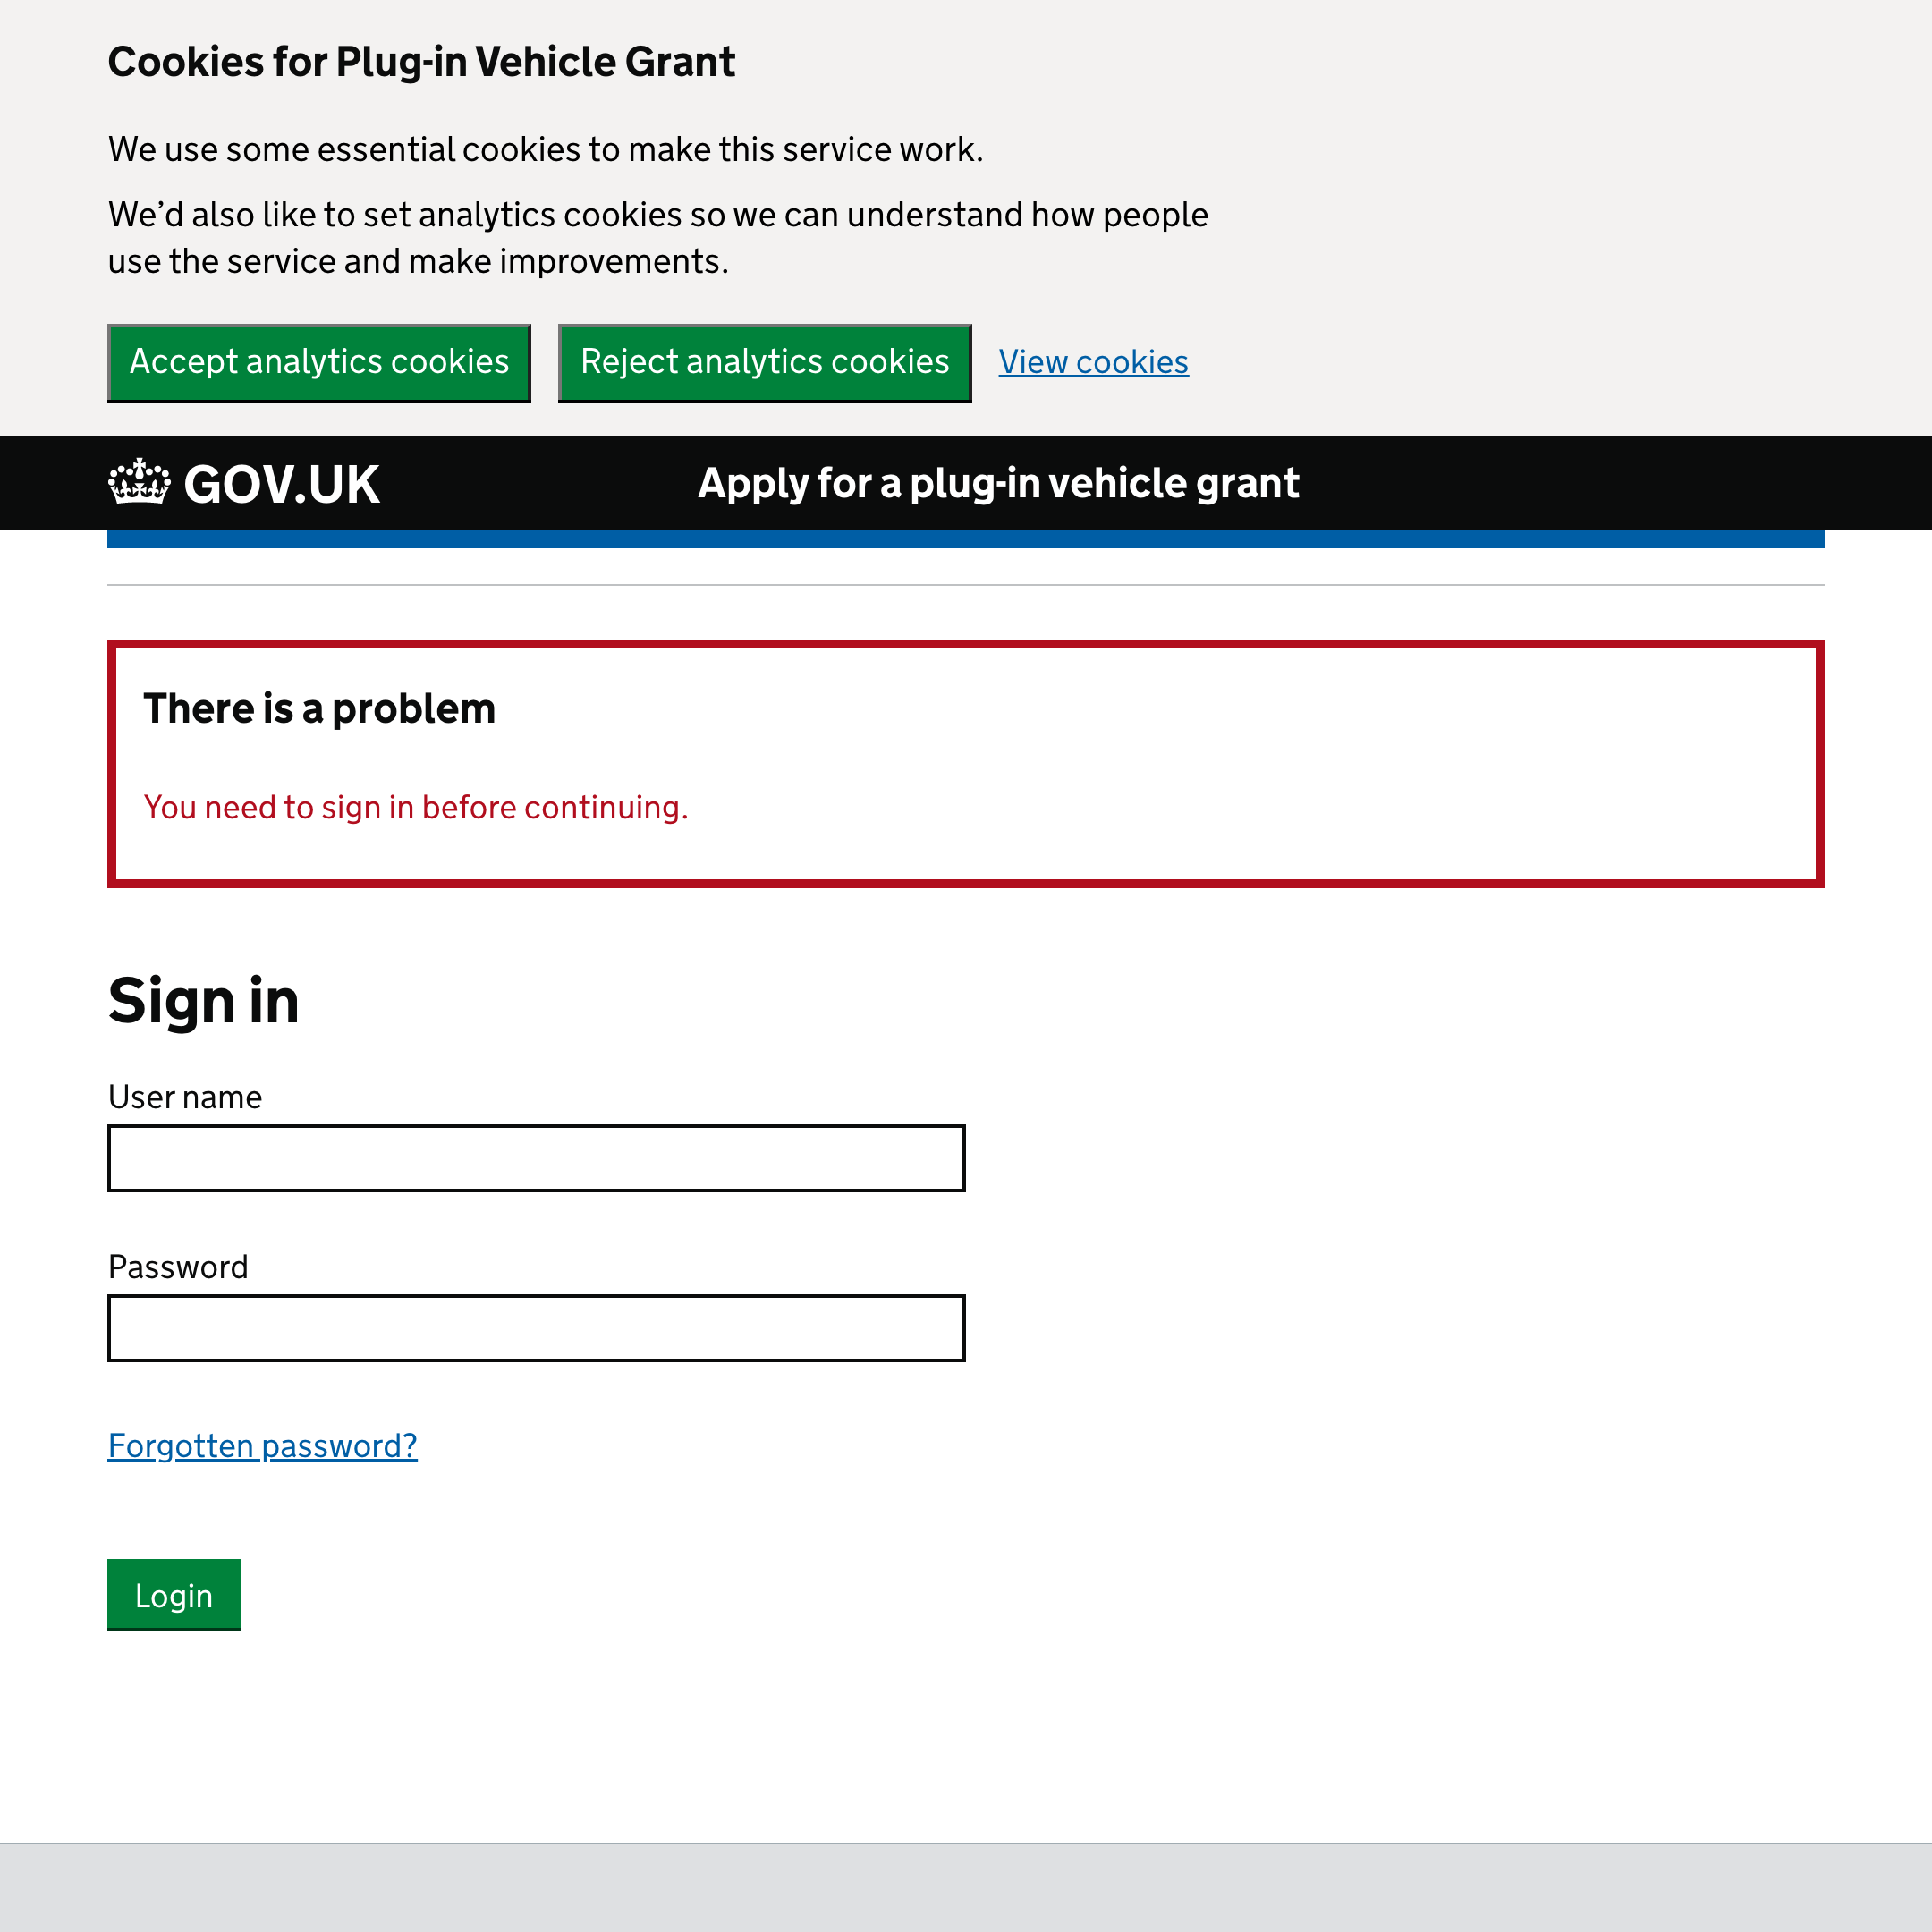 Cookies for Plug-in Vehicle Grant
We use some essential cookies to make this service work.
We’d also like to set analytics cookies so we can understand how people
use the service and make improvements.
Accept analytics cookies
Reject analytics cookies
View cookies
GOV.UK
Apply for a plug-in vehicle grant
There is a problem
You need to sign in before continuing.
Sign in
User name
Password
Forgotten password?
Login